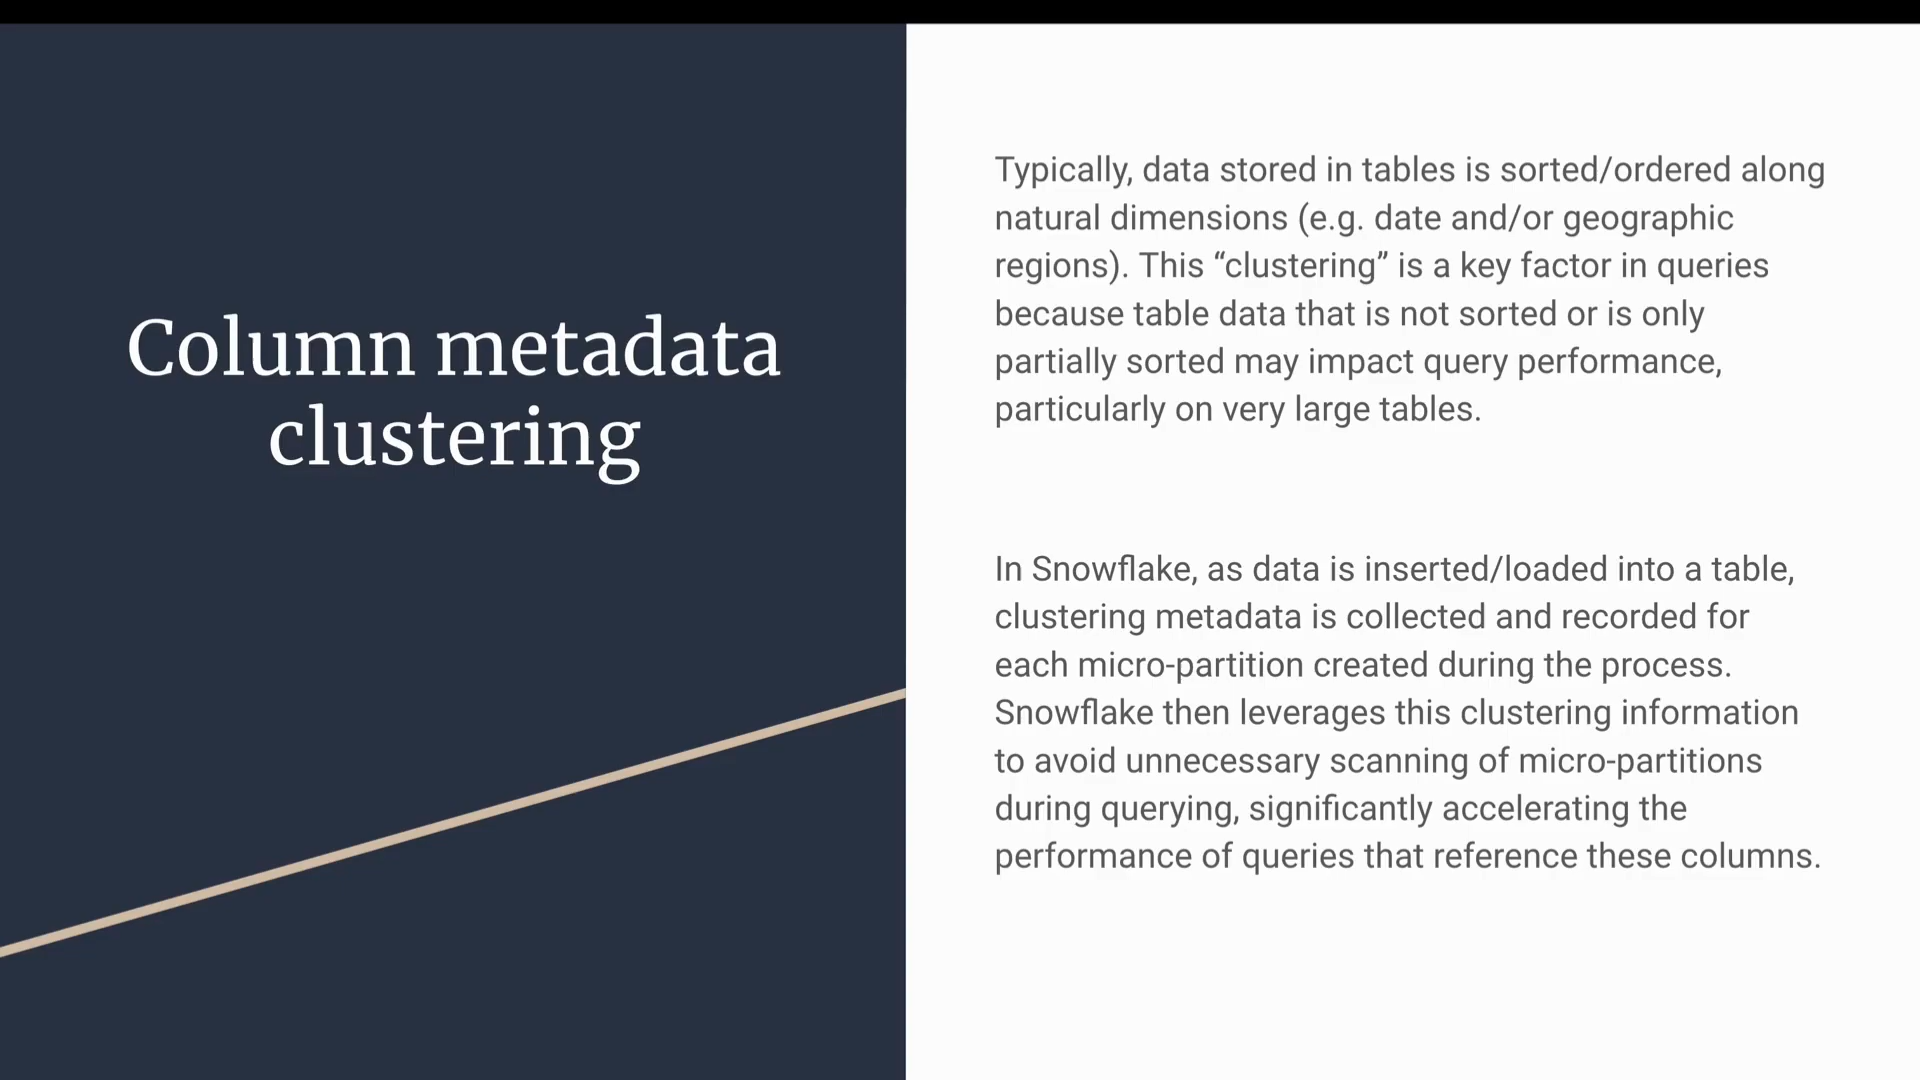 Column metadata
clustering
Typically, data stored in tables is sorted/ordered along
natural dimensions (e.g. date and/or geographic
regions). This “clustering” is a key factor in queries
because table data that is not sorted or is only
partially sorted may impact query performance,
particularly on very large tables.
In Snowflake, as data is inserted/loaded into a table,
clustering metadata is collected and recorded for
each micro-partition created during the process.
Snowflake then leverages this clustering information
to avoid unnecessary scanning of micro-partitions
during querying, significantly accelerating the
performance of queries that reference these columns.